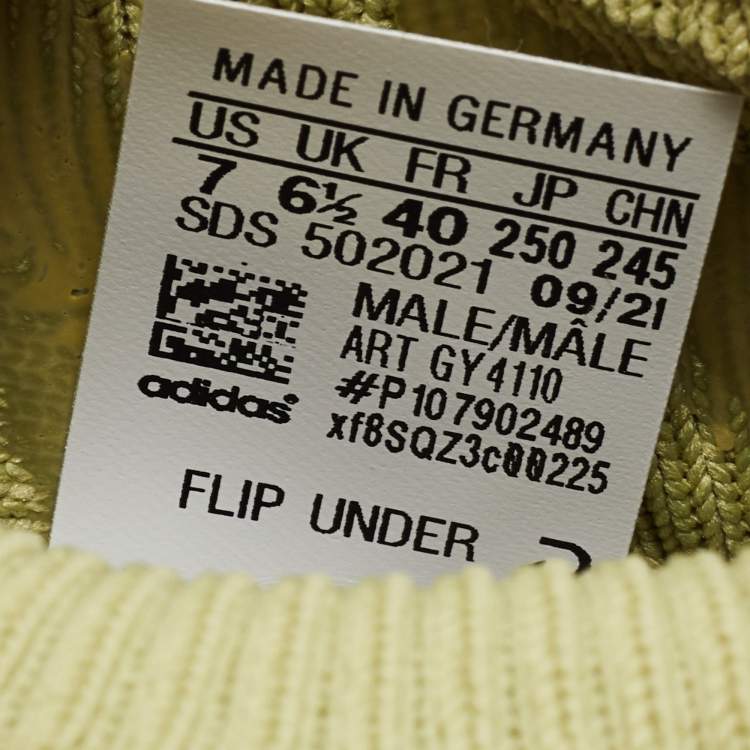 MADE IN GERMANY
US UK FR JP CHN
7 6½ 40 250 245
SDS 502021 09/21
MALE/MÂLE
ART GY4110
#P107902489
adidas
FLIP UNDER